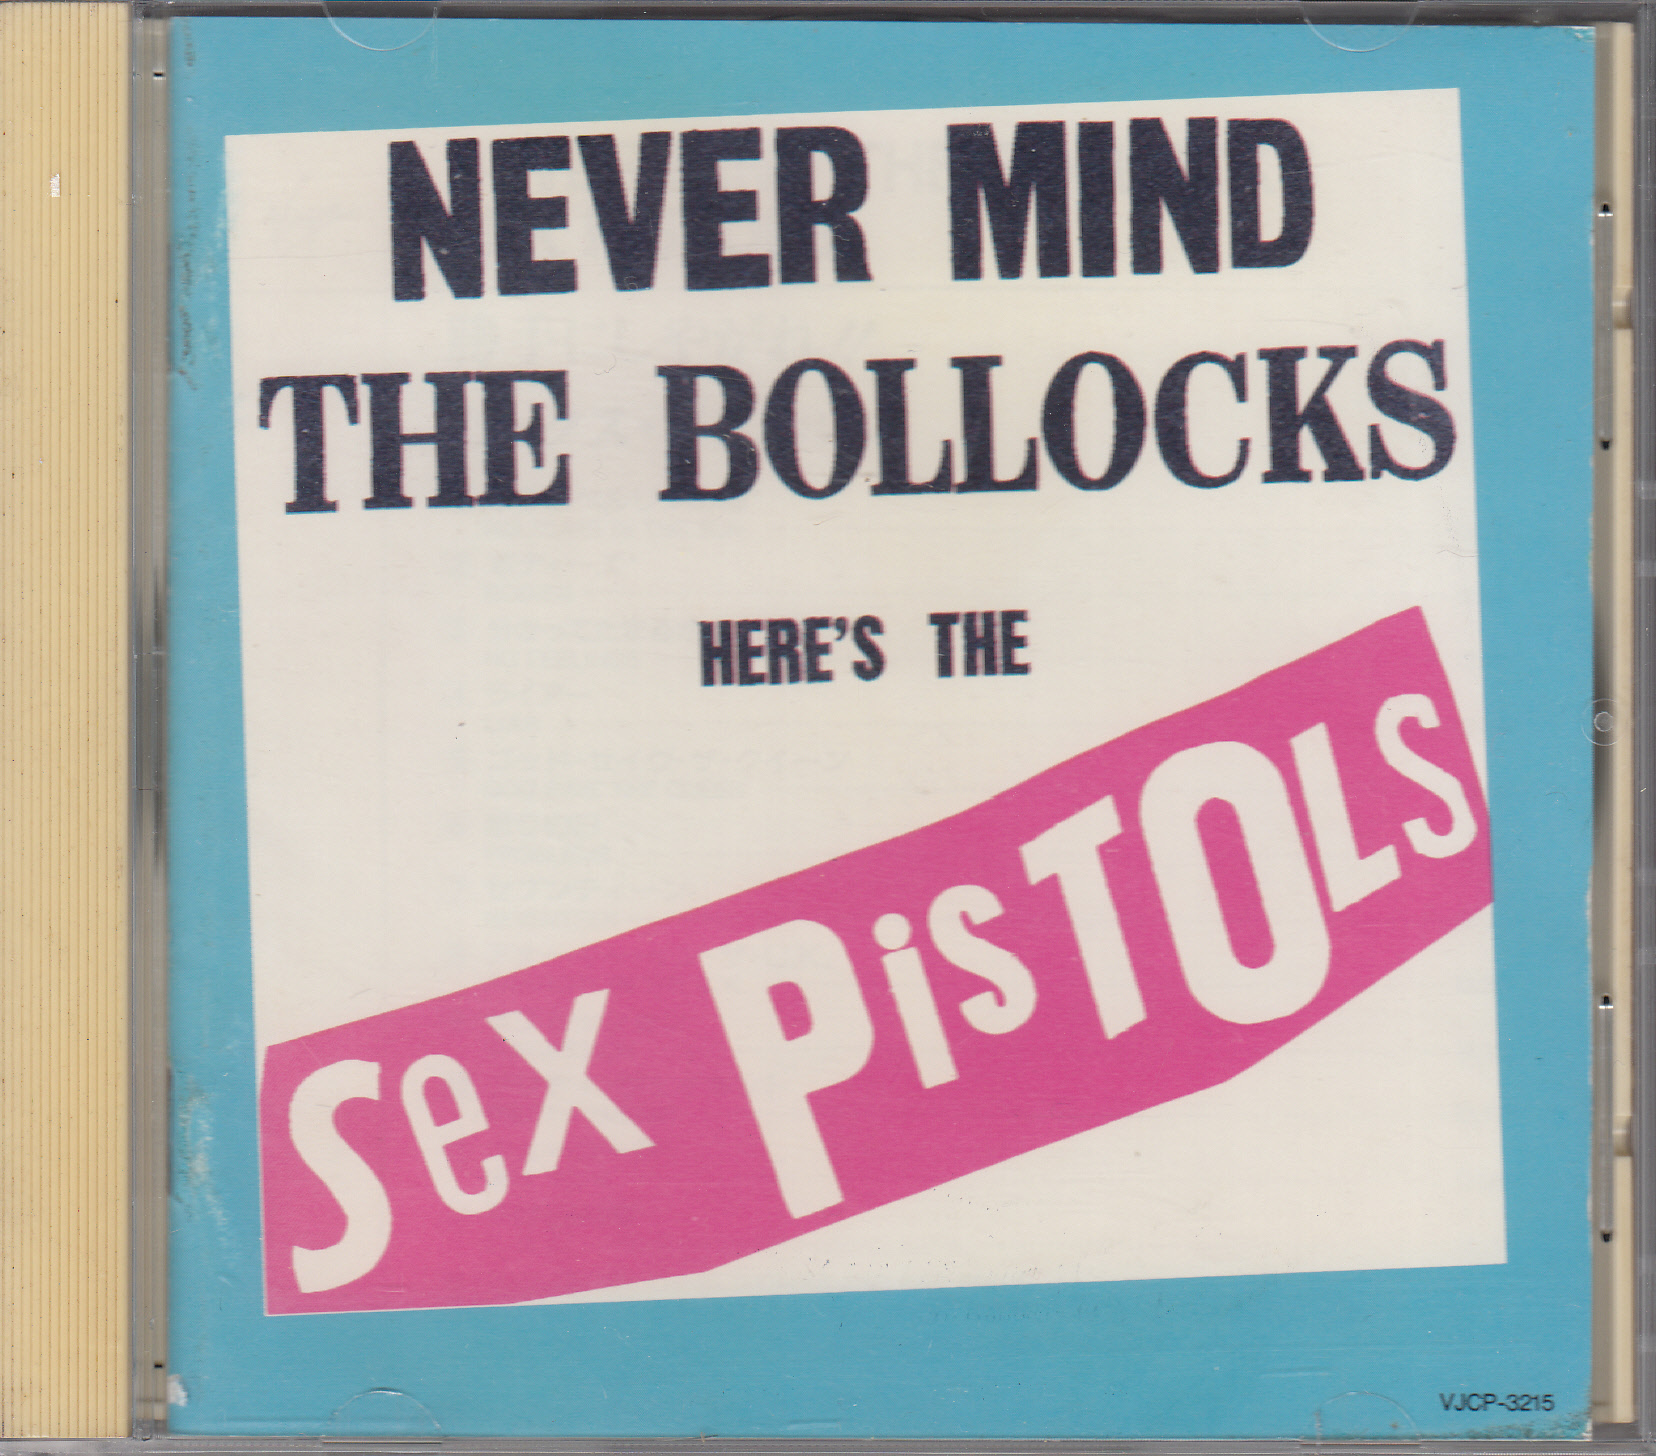 NEVER MIND
THE BOLLOCKS
HERE'S THE
Sex PiSTOLS
VJCP-3215